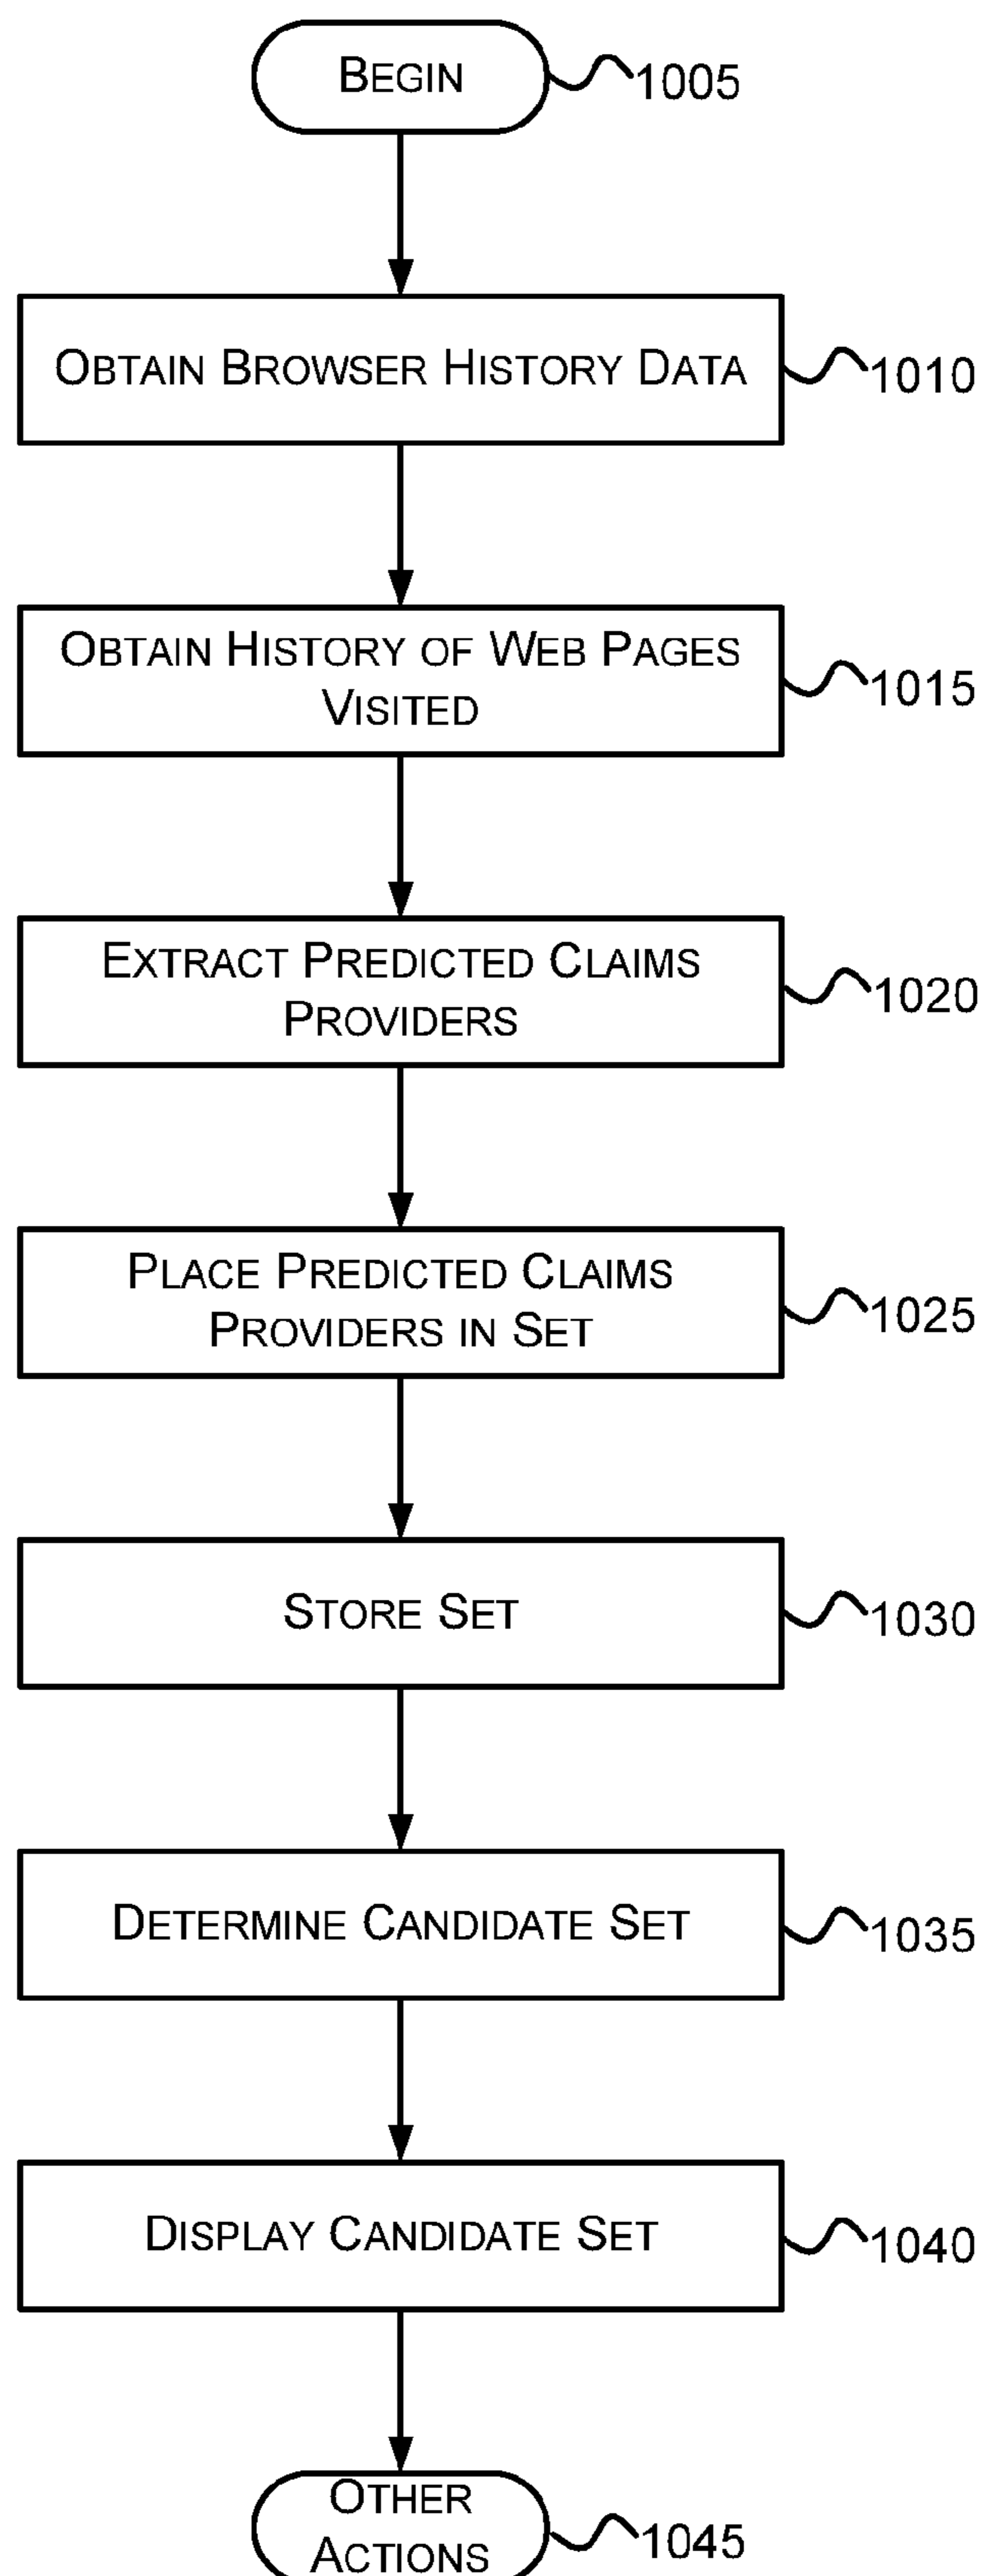 BEGIN
1005
OBTAIN BROWSER HISTORY DATA
1010
OBTAIN HISTORY OF WEB PAGES
VISITED
1015
EXTRACT PREDICTED CLAIMS
PROVIDERS
1020
PLACE PREDICTED CLAIMS
PROVIDERS IN SET
1025
STORE SET
1030
DETERMINE CANDIDATE SET
1035
DISPLAY CANDIDATE SET
1040
OTHER
ACTIONS
1045